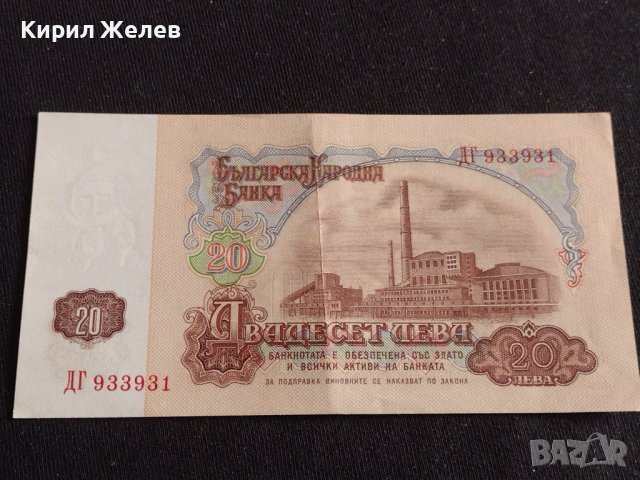 Кирил Желев
ДГ 933931
Българска Народна
Банка
20
20
Двадесет лева
20
ЛЕВА
БАНКНОТАТА Е ОБЕЗПЕЧЕНА СЪС ЗЛАТО
И ВСИЧКИ АКТИВИ НА БАНКАТА
ДГ 933931
ЗА ПОДПРАВКА ВИНОВНИТЕ СЕ НАКАЗВАТ ПО ЗАКОНА
BAZAR